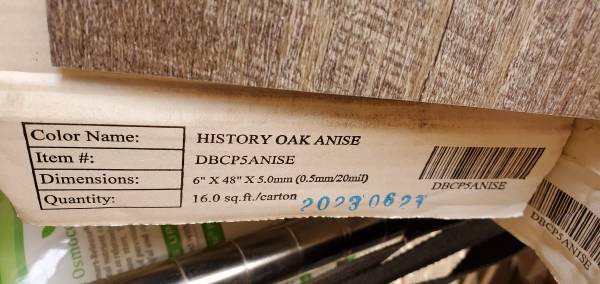 Color Name: HISTORY OAK ANISE
Item #: DBCP5ANISE
Dimensions: 6" X 48" X 5.0mm (0.5mm/20mil)
Quantity: 16.0 sq.ft./carton
DBCP5ANISE
DBCP5ANISE